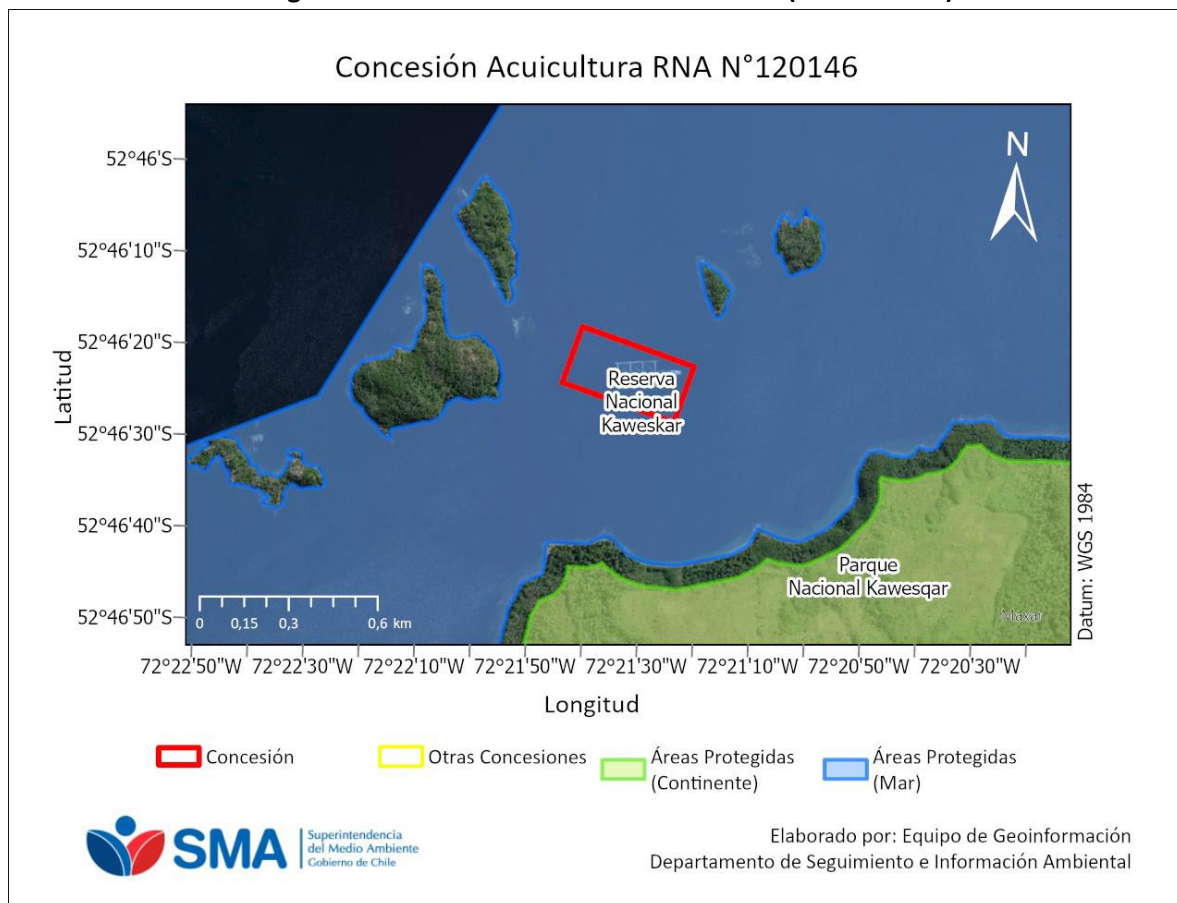 Concesión Acuicultura RNA N°120146
N
52°46'S
52°46'10"S
52°46'20"S
52°46'30"S
52°46'40"S
52°46'50"S
Latitud
Reserva
Nacional
Kaweskar
Parque
Nacional Kawesqar
Maxar
Datum: WGS 1984
0 0,15 0,3 0,6 km
72°22'50"W 72°22'30"W 72°22'10"W 72°21'50"W 72°21'30"W 72°21'10"W 72°20'50"W 72°20'30"W
Longitud
Concesión
Otras Concesiones
Áreas Protegidas
(Continente)
Áreas Protegidas
(Mar)
SMA
Superintendencia
del Medio Ambiente
Gobierno de Chile
Elaborado por: Equipo de Geoinformación
Departamento de Seguimiento e Información Ambiental